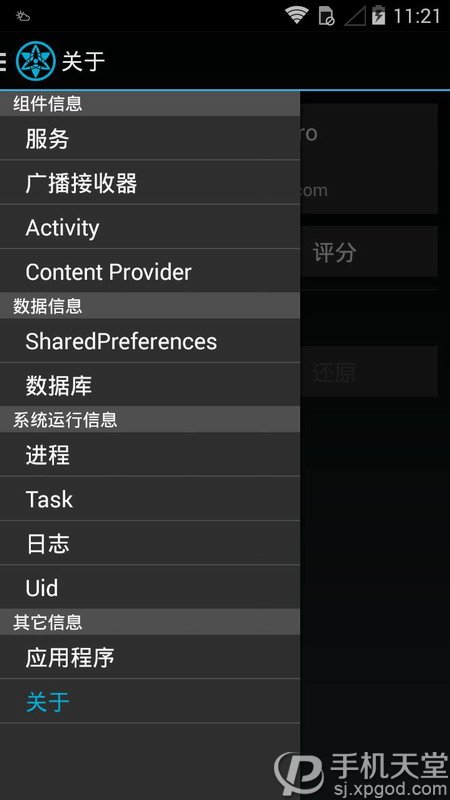 11:21
关于
组件信息
服务
广播接收器
Activity
Content Provider
数据信息
SharedPreferences
数据库
系统运行信息
进程
Task
日志
Uid
其它信息
应用程序
关于
ro
com
评分
还原
手机天堂
sj.xpgod.com